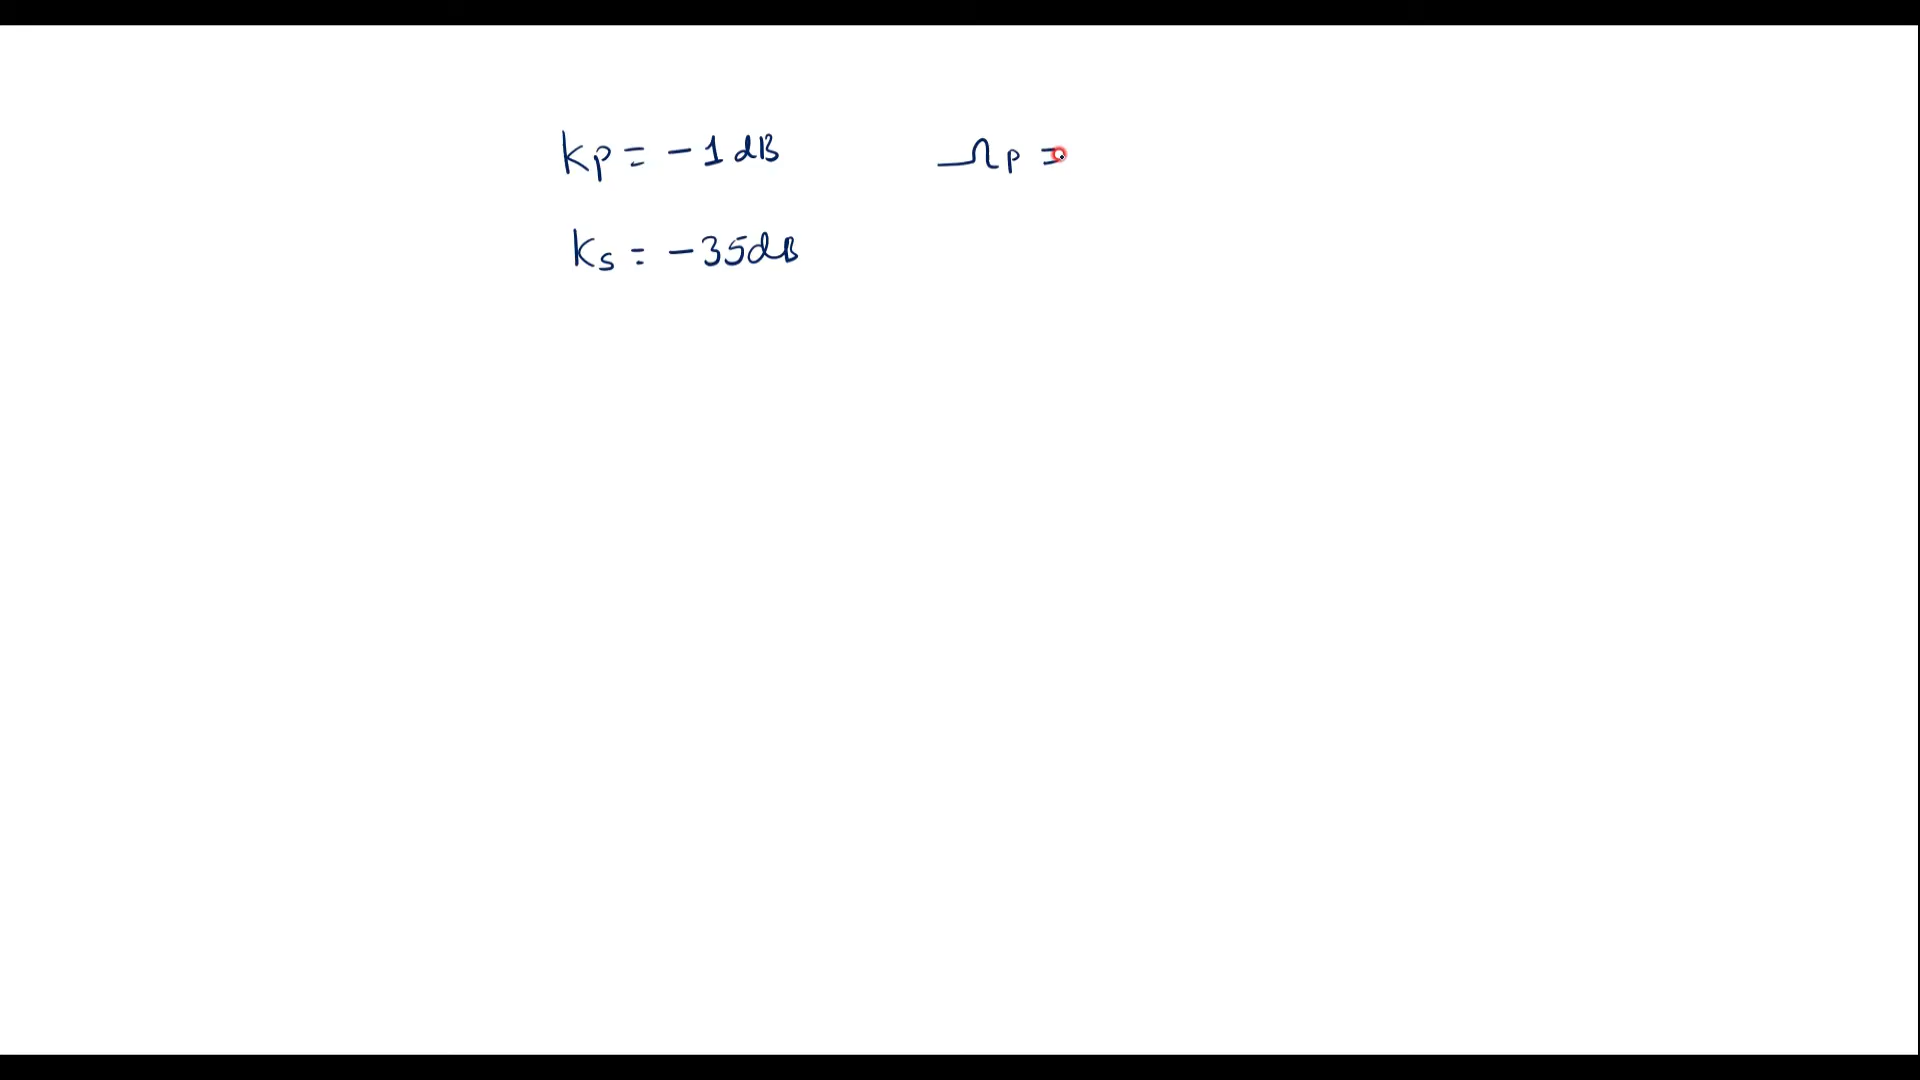 Kp = -1 dB Ωp =
Ks = -35dB